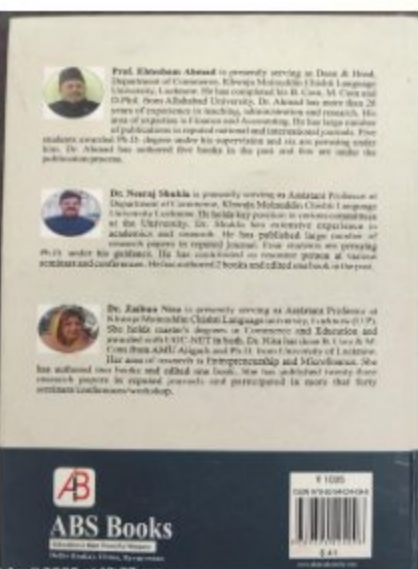 Prof. Ehtesham Ahmad is presently serving as Dean & Head,
Department of Commerce, Khwaja Moinuddin Chishti Language
University, Lucknow. He has completed his B. Com, M. Com and
D.Phil. from Allahabad University. Dr. Ahmad has more than 20
years of experience in teaching, administration and research. His
area of expertise is Finance and Accounting. He has large number
of publications in reputed national and international journals. Five
students awarded Ph.D. degree under his supervision and six are pursuing under
him. Dr. Ahmad has authored five books in the past and five are under the
publication process.
Dr. Neeraj Shukla is presently serving as Assistant Professor at
Department of Commerce, Khwaja Moinuddin Chishti Language
University Lucknow. He holds key position in various committees
of the University. Dr. Shukla has extensive experience in
academics and research. He has published large number of
research papers in reputed Journal. Four students are pursuing
Ph.D. under his guidance. He has contributed as resource person at various
seminars and conferences. He has authored 2 books and edited one book in the past.
Dr. Zaibun Nisa is presently serving as Assistant Professor at
Khwaja Moinuddin Chishti Language university, Lucknow (U.P).
She holds master's degrees in Commerce and Education and
awarded with UGC-NET in both. Dr. Nisa has done B. Com & M.
Com from AMU Aligarh and Ph.D. from University of Lucknow.
Her area of research is Entrepreneurship and Microfinance. She
has authored two books and edited one book. She has published twenty three
research papers in reputed journals and participated in more that forty
seminars/conferences/workshop.
AB
ABS Books
₹ 1095
ISBN
$ 41